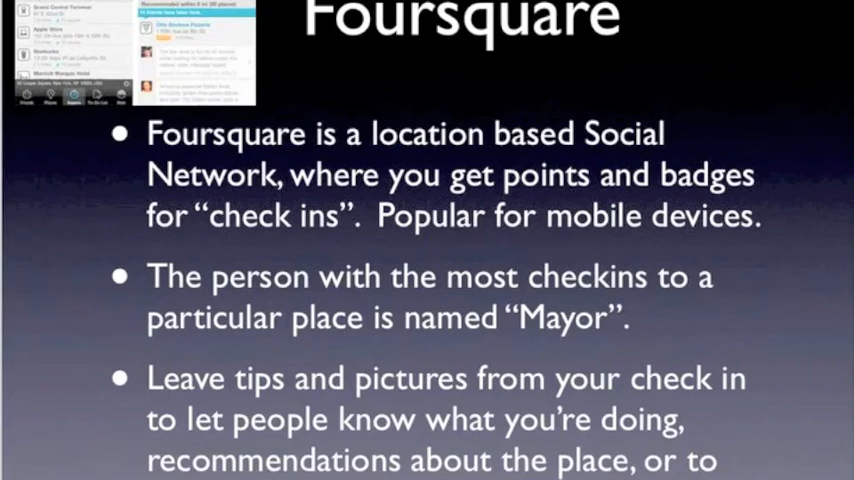 Foursquare
Grand Central Terminal
Apple Store
Starbucks
Marriott Marquis Hotel
• Foursquare is a location based Social
Network, where you get points and badges
for “check ins”.  Popular for mobile devices.
• The person with the most checkins to a
particular place is named “Mayor”.
• Leave tips and pictures from your check in
to let people know what you’re doing,
recommendations about the place, or to